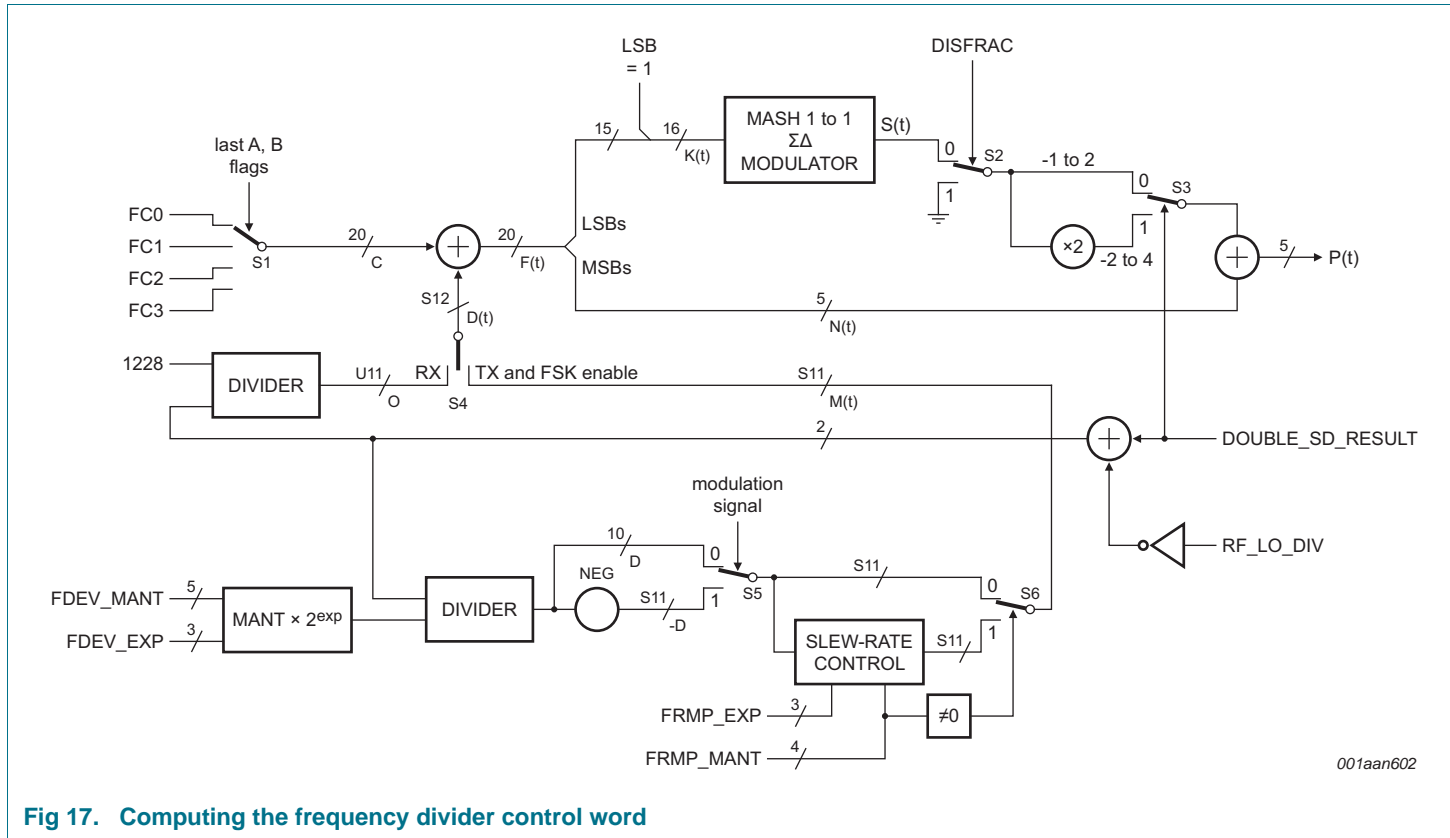 LSB
= 1
DISFRAC
last A, B
flags
15
16
K(t)
MASH 1 to 1
ΣΔ
MODULATOR
S(t)
0
S2
1
-1 to 2
0
S3
1
×2
-2 to 4
FC0
FC1
FC2
FC3
S1
20
C
+
20
F(t)
LSBs
MSBs
+
5
P(t)
S12
D(t)
5
N(t)
1228
DIVIDER
U11
O
RX
S4
TX and FSK enable
S11
M(t)
2
+
DOUBLE_SD_RESULT
RF_LO_DIV
modulation
signal
FDEV_MANT
5
FDEV_EXP
3
MANT × 2exp
DIVIDER
10
D
NEG
S11
-D
0
S5
1
S11
0
S6
1
SLEW-RATE
CONTROL
S11
FRMP_EXP
3
≠0
FRMP_MANT
4
001aan602
Fig 17. Computing the frequency divider control word